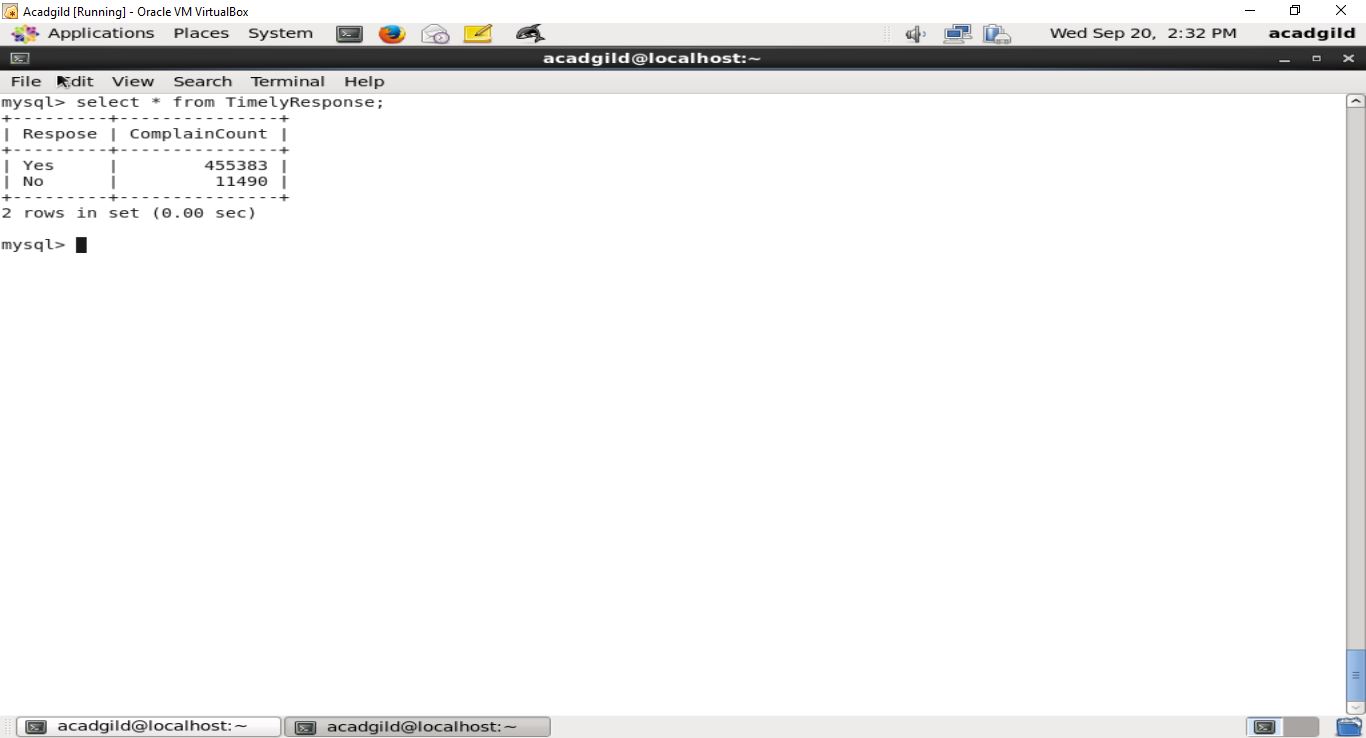 Acadgild [Running] - Oracle VM VirtualBox
Applications Places System Wed Sep 20, 2:32 PM acadgild
acadgild@localhost:~
File Edit View Search Terminal Help
mysql> select * from TimelyResponse;
+---------+---------------+
| Respose | ComplainCount |
+---------+---------------+
| Yes     |        455383 |
| No      |         11490 |
+---------+---------------+
2 rows in set (0.00 sec)
mysql>
acadgild@localhost:~ acadgild@localhost:~